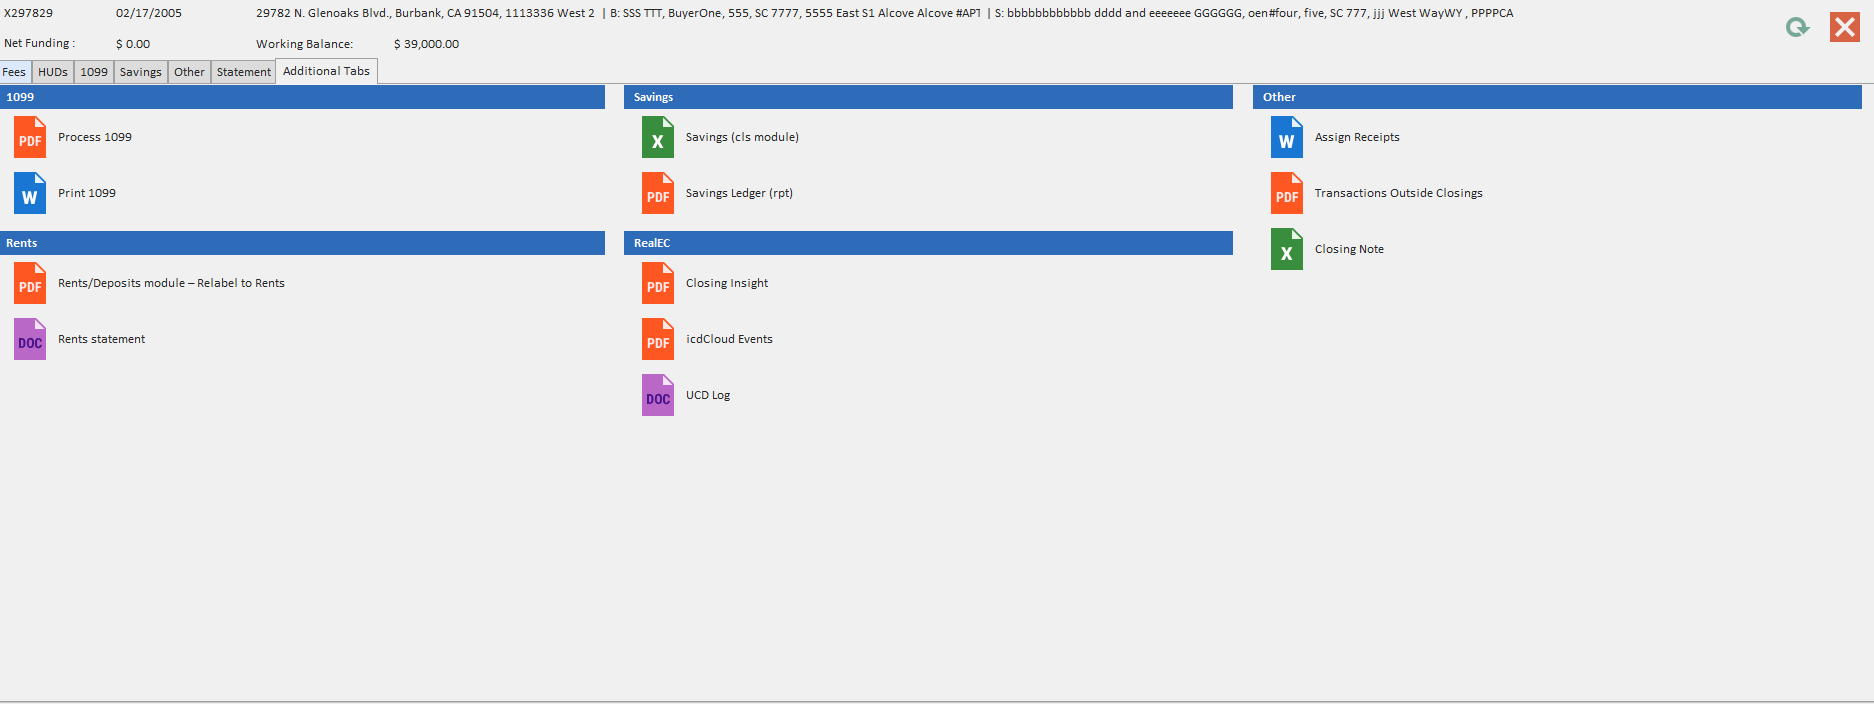 X297829 02/17/2005 29782 N. Glenoaks Blvd., Burbank, CA 91504, 1113336 West 2 | B: SSS TTT, BuyerOne, 555, SC 7777, 5555 East S1 Alcove Alcove #APT | S: bbbbbbbbbbbb dddd and eeeeeee GGGGGG, oen#four, five, SC 777, jjj West WayWY , PPPPCA
Net Funding : $ 0.00 Working Balance: $ 39,000.00
Fees HUDs 1099 Savings Other Statement Additional Tabs
1099
PDF Process 1099
W Print 1099
Rents
PDF Rents/Deposits module – Relabel to Rents
DOC Rents statement
Savings
X Savings (cls module)
PDF Savings Ledger (rpt)
RealEC
PDF Closing Insight
PDF icdCloud Events
DOC UCD Log
Other
W Assign Receipts
PDF Transactions Outside Closings
X Closing Note